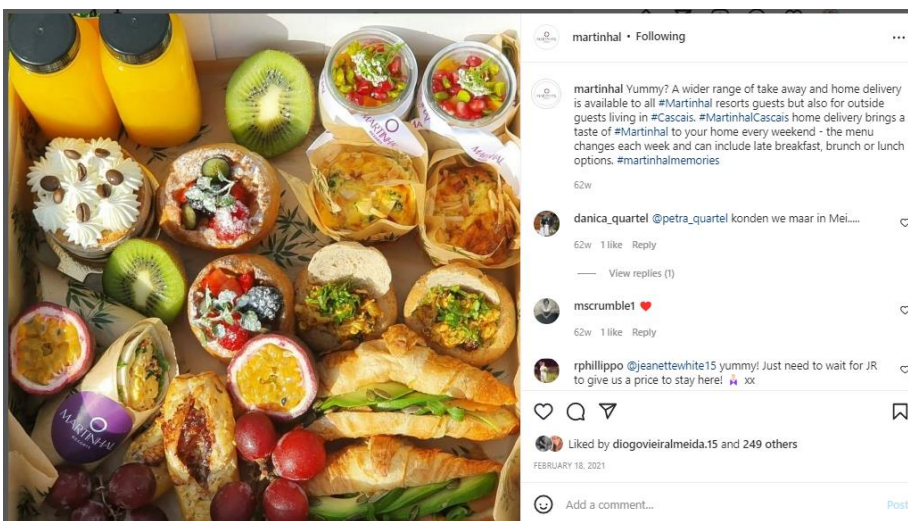 martinhal • Following
martinhal Yummy? A wider range of take away and home delivery
is available to all #Martinhal resorts guests but also for outside
guests living in #Cascais. #MartinhalCascais home delivery brings a
taste of #Martinhal to your home every weekend - the menu
changes each week and can include late breakfast, brunch or lunch
options. #martinhalmemories
62w
danica_quartel @petra_quartel konden we maar in Mei.....
62w 1 like Reply
View replies (1)
mscrumble1 ❤️
62w 1 like Reply
rphillippo @jeanettewhite15 yummy! Just need to wait for JR
to give us a price to stay here! xx
Liked by diogovieiralmeida.15 and 249 others
FEBRUARY 18, 2021
Add a comment...
Post
MARTINHAL
MARTINHAL
MARTINHAL
RESORTS